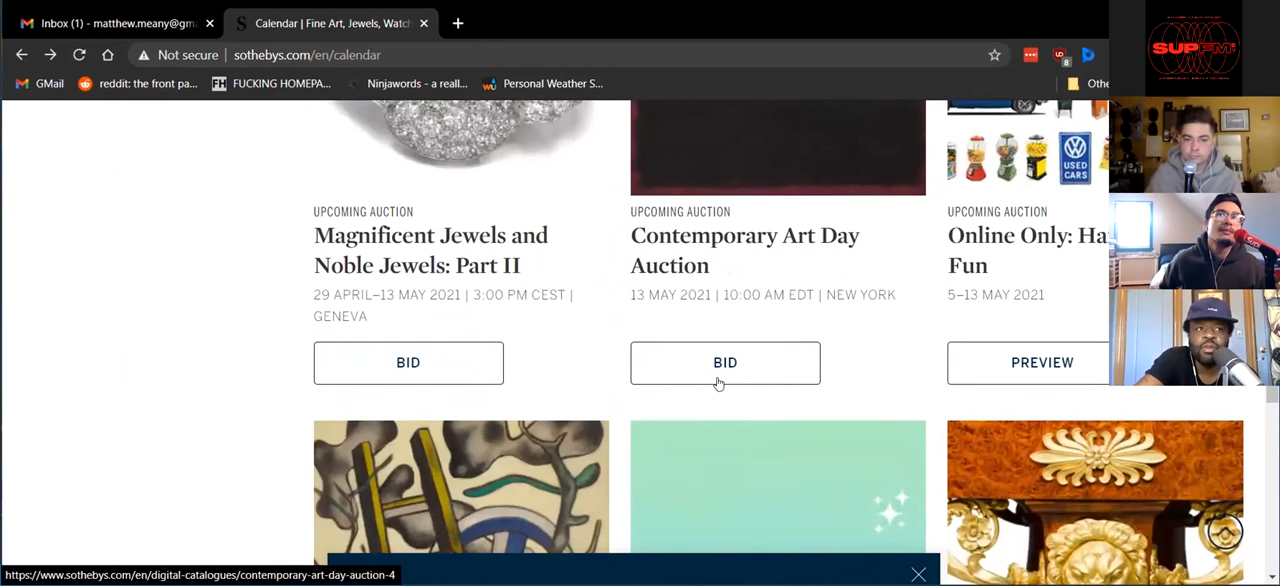 Inbox (1) - matthew.meany@gm
Calendar | Fine Art, Jewels, Watch
Not secure | sothebys.com/en/calendar
8
GMail
reddit: the front pa...
FH FUCKING HOMEPA...
Ninjawords - a reall...
Personal Weather S...
Othe
SUPFM
VW
USED
CARS
UPCOMING AUCTION
Magnificent Jewels and
Noble Jewels: Part II
29 APRIL–13 MAY 2021 | 3:00 PM CEST |
GENEVA
BID
UPCOMING AUCTION
Contemporary Art Day
Auction
13 MAY 2021 | 10:00 AM EDT | NEW YORK
BID
UPCOMING AUCTION
Online Only: Ha
Fun
5–13 MAY 2021
PREVIEW
https://www.sothebys.com/en/digital-catalogues/contemporary-art-day-auction-4